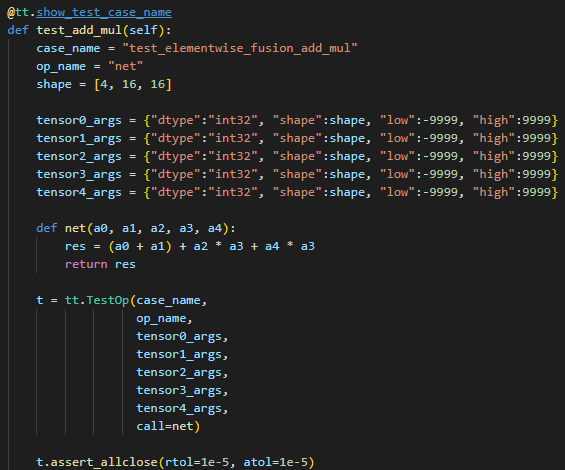 @tt.show_test_case_name
def test_add_mul(self):
    case_name = "test_elementwise_fusion_add_mul"
    op_name = "net"
    shape = [4, 16, 16]

    tensor0_args = {"dtype":"int32", "shape":shape, "low":-9999, "high":9999}
    tensor1_args = {"dtype":"int32", "shape":shape, "low":-9999, "high":9999}
    tensor2_args = {"dtype":"int32", "shape":shape, "low":-9999, "high":9999}
    tensor3_args = {"dtype":"int32", "shape":shape, "low":-9999, "high":9999}
    tensor4_args = {"dtype":"int32", "shape":shape, "low":-9999, "high":9999}

    def net(a0, a1, a2, a3, a4):
        res = (a0 + a1) + a2 * a3 + a4 * a3
        return res

    t = tt.TestOp(case_name,
                  op_name,
                  tensor0_args,
                  tensor1_args,
                  tensor2_args,
                  tensor3_args,
                  tensor4_args,
                  call=net)

    t.assert_allclose(rtol=1e-5, atol=1e-5)